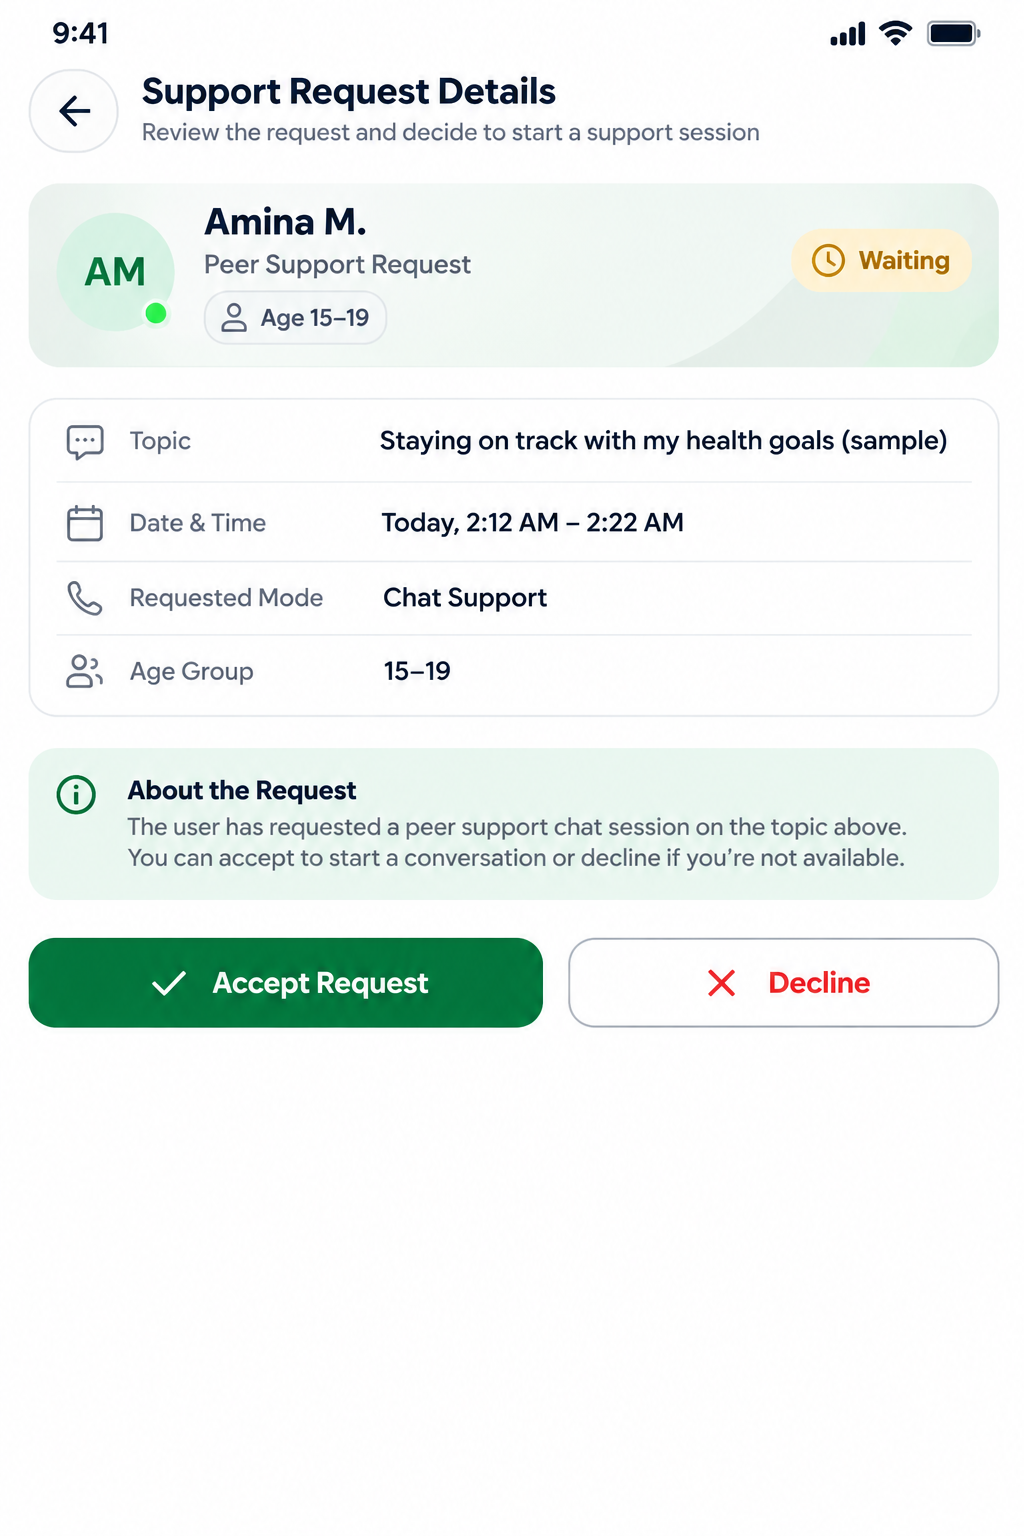 9:41
Support Request Details
Review the request and decide to start a support session
AM
Amina M.
Peer Support Request
Age 15–19
Waiting
Topic
Staying on track with my health goals (sample)
Date & Time
Today, 2:12 AM – 2:22 AM
Requested Mode
Chat Support
Age Group
15–19
About the Request
The user has requested a peer support chat session on the topic above.
You can accept to start a conversation or decline if you’re not available.
Accept Request
Decline